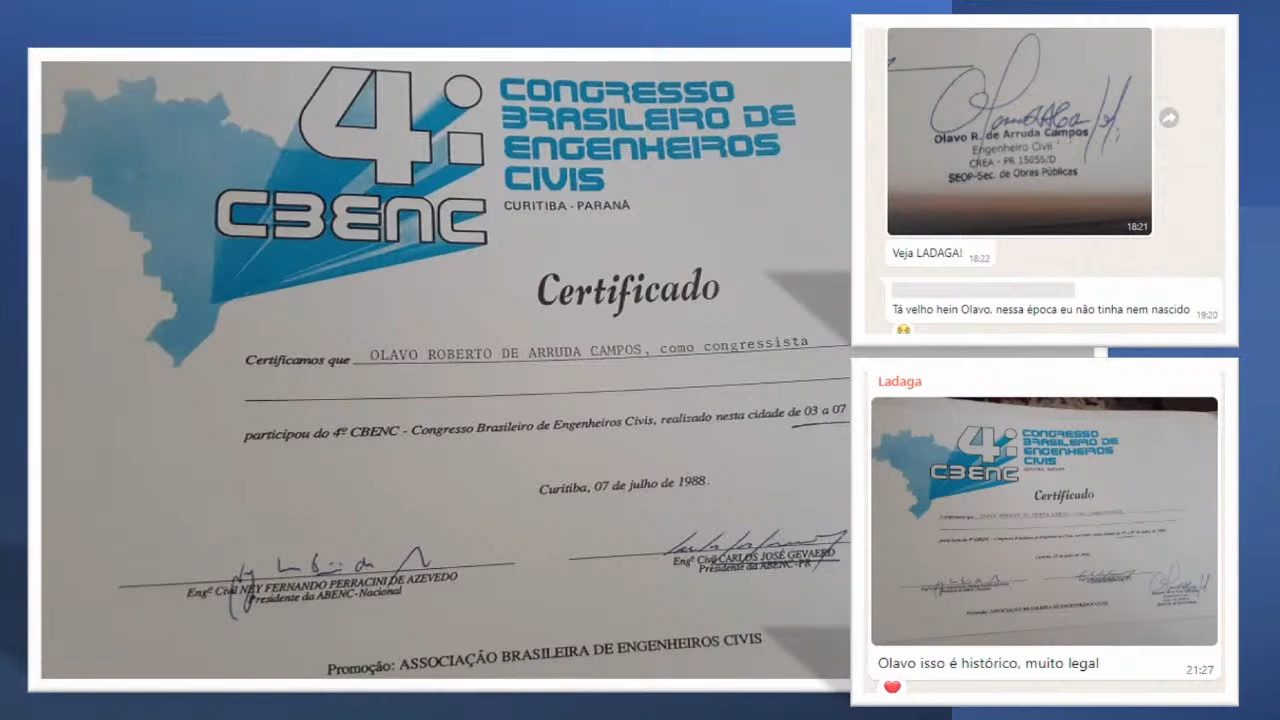 4º
CBENC
CONGRESSO
BRASILEIRO DE
ENGENHEIROS
CIVIS
CURITIBA - PARANÁ
Certificado
Certificamos que OLAVO ROBERTO DE ARRUDA CAMPOS, como congressista
participou do 4º CBENC - Congresso Brasileiro de Engenheiros Civis, realizado nesta cidade de 03 a 07
Curitiba, 07 de julho de 1988.
Engº Civil NEY FERNANDO PERRACINI DE AZEVEDO
Presidente da ABENC-Nacional
Engº Civil CARLOS JOSÉ GEVAERD
Presidente da ABENC-PR
Promoção: ASSOCIAÇÃO BRASILEIRA DE ENGENHEIROS CIVIS
Olavo R. de Arruda Campos
Engenheiro Civil
CREA - PR 15055/D
SEOP-Sec. de Obras Públicas
18:21
Veja LADAGA! 18:22
Tá velho hein Olavo, nessa época eu não tinha nem nascido 19:20
Ladaga
4º
CBENC
CONGRESSO
BRASILEIRO DE
ENGENHEIROS
CIVIS
CURITIBA - PARANÁ
Certificado
Olavo isso é histórico, muito legal
21:27